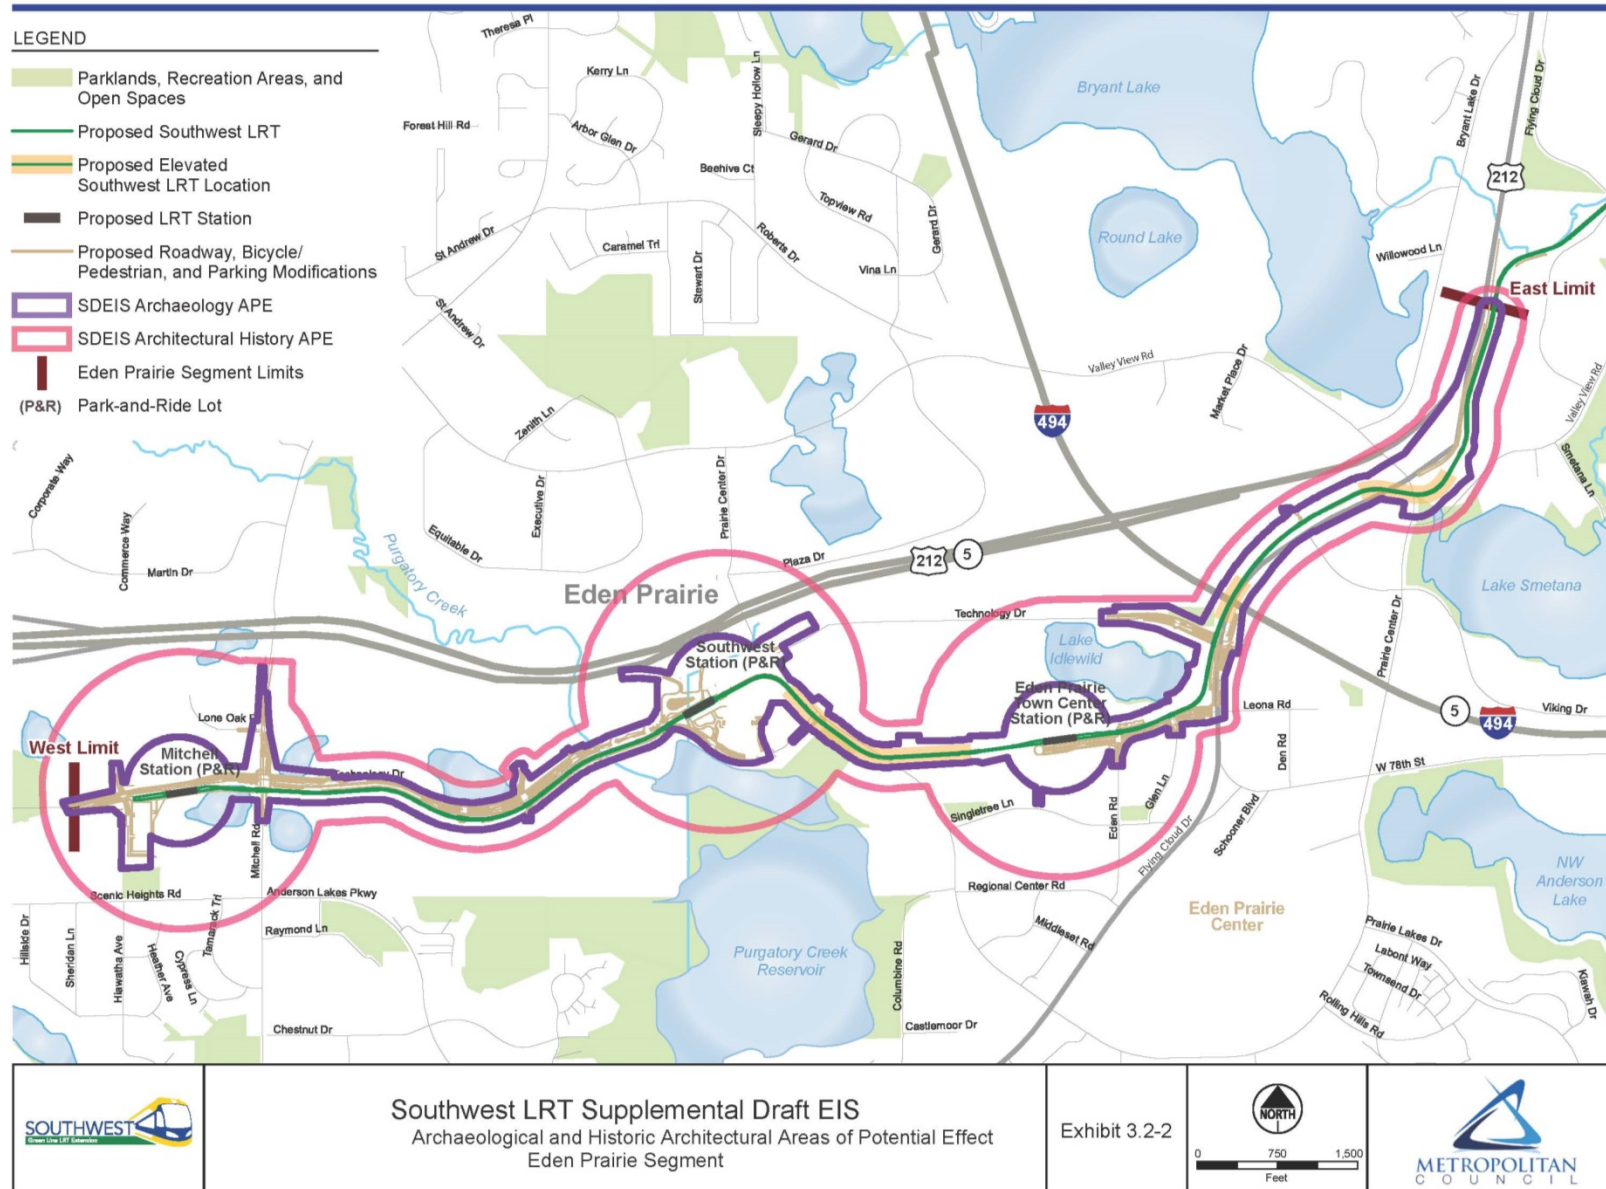 LEGEND
Parklands, Recreation Areas, and
Open Spaces
Proposed Southwest LRT
Proposed Elevated
Southwest LRT Location
Proposed LRT Station
Proposed Roadway, Bicycle/
Pedestrian, and Parking Modifications
SDEIS Archaeology APE
SDEIS Architectural History APE
Eden Prairie Segment Limits
(P&R) Park-and-Ride Lot
Theresa Pl
Kerry Ln
Sleepy Hollow Ln
Forest Hill Rd
Arbor Glen Dr
Gerard Dr
Beehive Ct
Topview Rd
Gerard Dr
St Andrew Dr
Caramel Trl
Stewart Dr
Roberts Dr
Vina Ln
St Andrew Dr
Bryant Lake
Bryant Lake Dr
Flying Cloud Dr
212
Round Lake
Willowood Ln
East Limit
Valley View Rd
Market Place Dr
Valley View Rd
494
Zenith Ln
Smetana Ln
Corporate Way
Commerce Way
Martin Dr
Executive Dr
Equitable Dr
Prairie Center Dr
Plaza Dr
212
5
Purgatory Creek
Eden Prairie
Lake Smetana
Technology Dr
Prairie Center Dr
Lake
Idlewild
Southwest
Station (P&R)
Eden Prairie
Town Center
Station (P&R)
Leona Rd
5
494
Viking Dr
Lone Oak
West Limit
Mitchell
Station (P&R)
Technology Dr
Den Rd
W 78th St
Singletree Ln
Eden Rd
Glen Ln
Flying Cloud Dr
Schooner Blvd
Mitchell Rd
Scenic Heights Rd
Anderson Lakes Pkwy
Regional Center Rd
NW
Anderson
Lake
Hillside Dr
Sheridan Ln
Hiawatha Ave
Heather Ave
Cypress Ln
Tamarack Trl
Raymond Ln
Middleset Rd
Eden Prairie
Center
Prairie Lakes Dr
Labont Way
Townsend Dr
Rolling Hills Rd
Kiawah Dr
Purgatory Creek
Reservoir
Columbine Rd
Castlemoor Dr
Chestnut Dr
SOUTHWEST
Green Line LRT Extension
Southwest LRT Supplemental Draft EIS
Archaeological and Historic Architectural Areas of Potential Effect
Eden Prairie Segment
Exhibit 3.2-2
NORTH
0 750 1,500
Feet
METROPOLITAN
COUNCIL